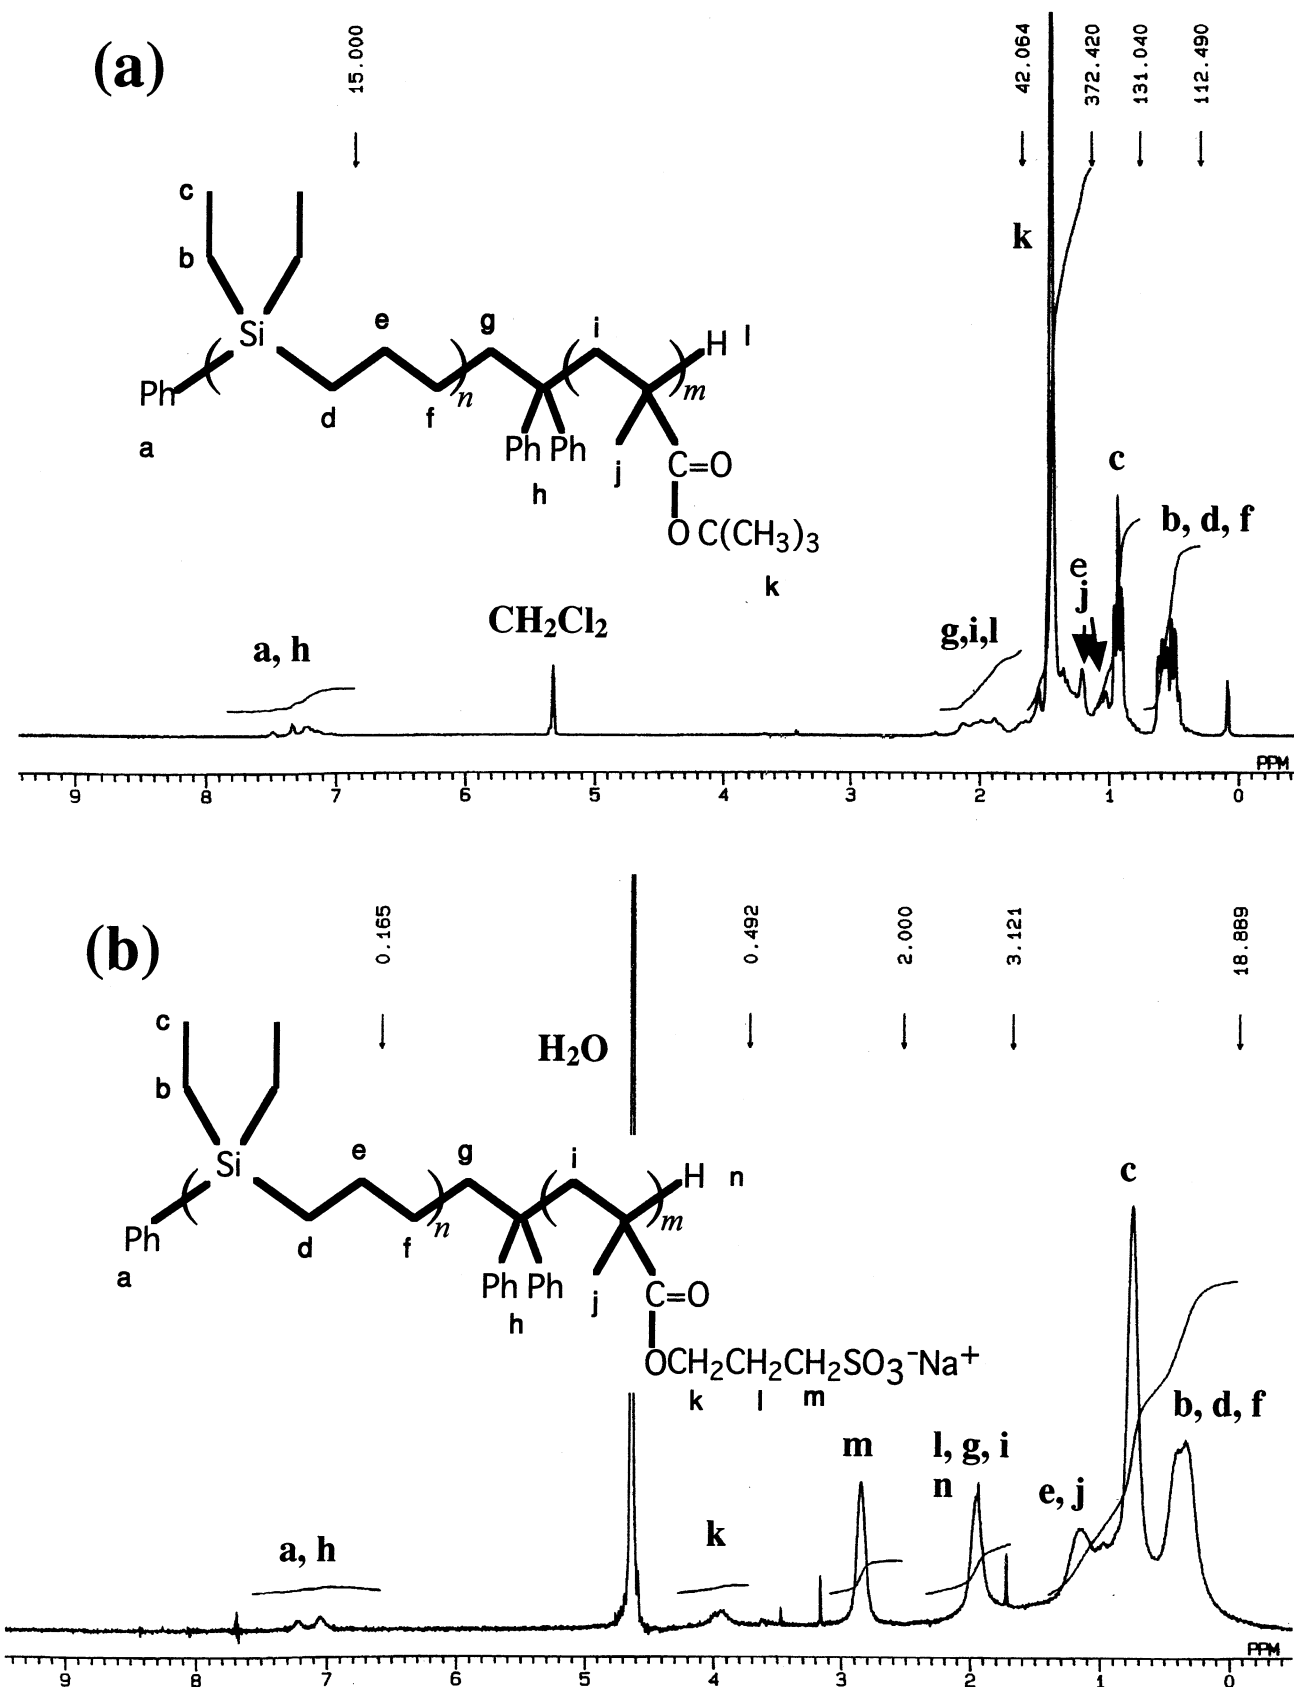 (a)
15.000
42.064
372.420
131.040
112.490
c
b
k
Si
e
g
i
H l
Ph
n
m
d
f
a
Ph Ph
j
C=O
c
h
b, d, f
O C(CH3)3
j.e
k
CH2Cl2
g,i,l
a, h
PPM
9 8 7 6 5 4 3 2 1 0
(b)
0.165
0.492
2.000
3.121
18.889
c
H2O
b
Si
e
g
i
H n
c
Ph
n
m
d
f
a
Ph Ph
j
C=O
h
OCH2CH2CH2SO3-Na+
k l m
b, d, f
m
l, g, i
n
e, j
k
a, h
PPM
9 8 7 6 5 4 3 2 1 0